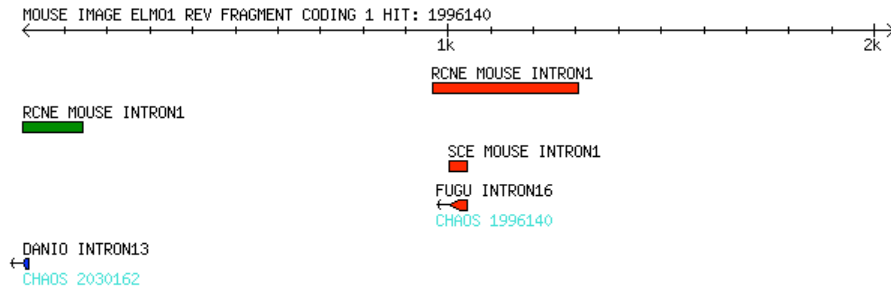 MOUSE IMAGE ELMO1 REV FRAGMENT CODING 1 HIT: 1996140
1k
2k
RCNE MOUSE INTRON1
RCNE MOUSE INTRON1
SCE MOUSE INTRON1
FUGU INTRON16
CHAOS 1996140
DANIO INTRON13
CHAOS 2030162